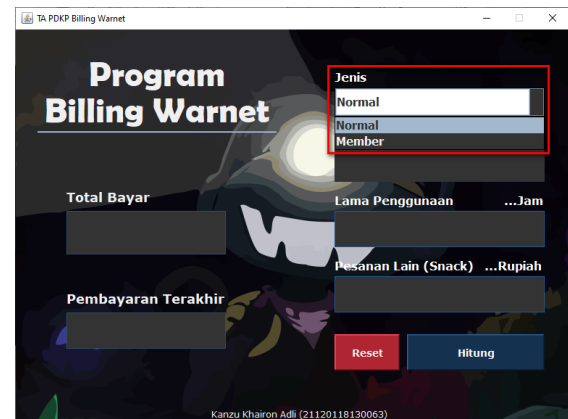 TA PDKP Billing Warnet
Program
Billing Warnet
Jenis
Normal
Normal
Member
Total Bayar
Lama Penggunaan ...Jam
Pesanan Lain (Snack) ...Rupiah
Pembayaran Terakhir
Reset
Hitung
Kanzu Khairon Adli (21120118130063)